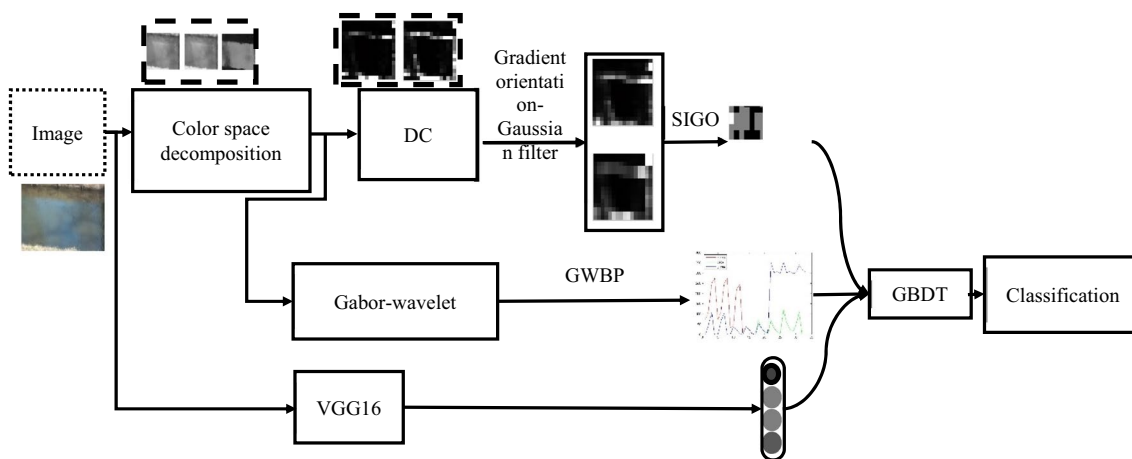 Image
Color space
decomposition
DC
Gradient
orientati
on-
Gaussia
n filter
SIGO
Gabor-wavelet
GWBP
GBDT
Classification
VGG16